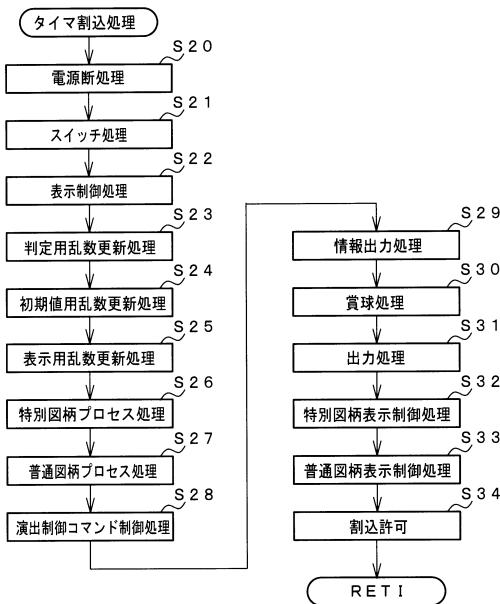 タイマ割込処理
S20
電源断処理
S21
スイッチ処理
S22
表示制御処理
S23
判定用乱数更新処理
S24
初期値用乱数更新処理
S25
表示用乱数更新処理
S26
特別図柄プロセス処理
S27
普通図柄プロセス処理
S28
演出制御コマンド制御処理
S29
情報出力処理
S30
賞球処理
S31
出力処理
S32
特別図柄表示制御処理
S33
普通図柄表示制御処理
S34
割込許可
RETI